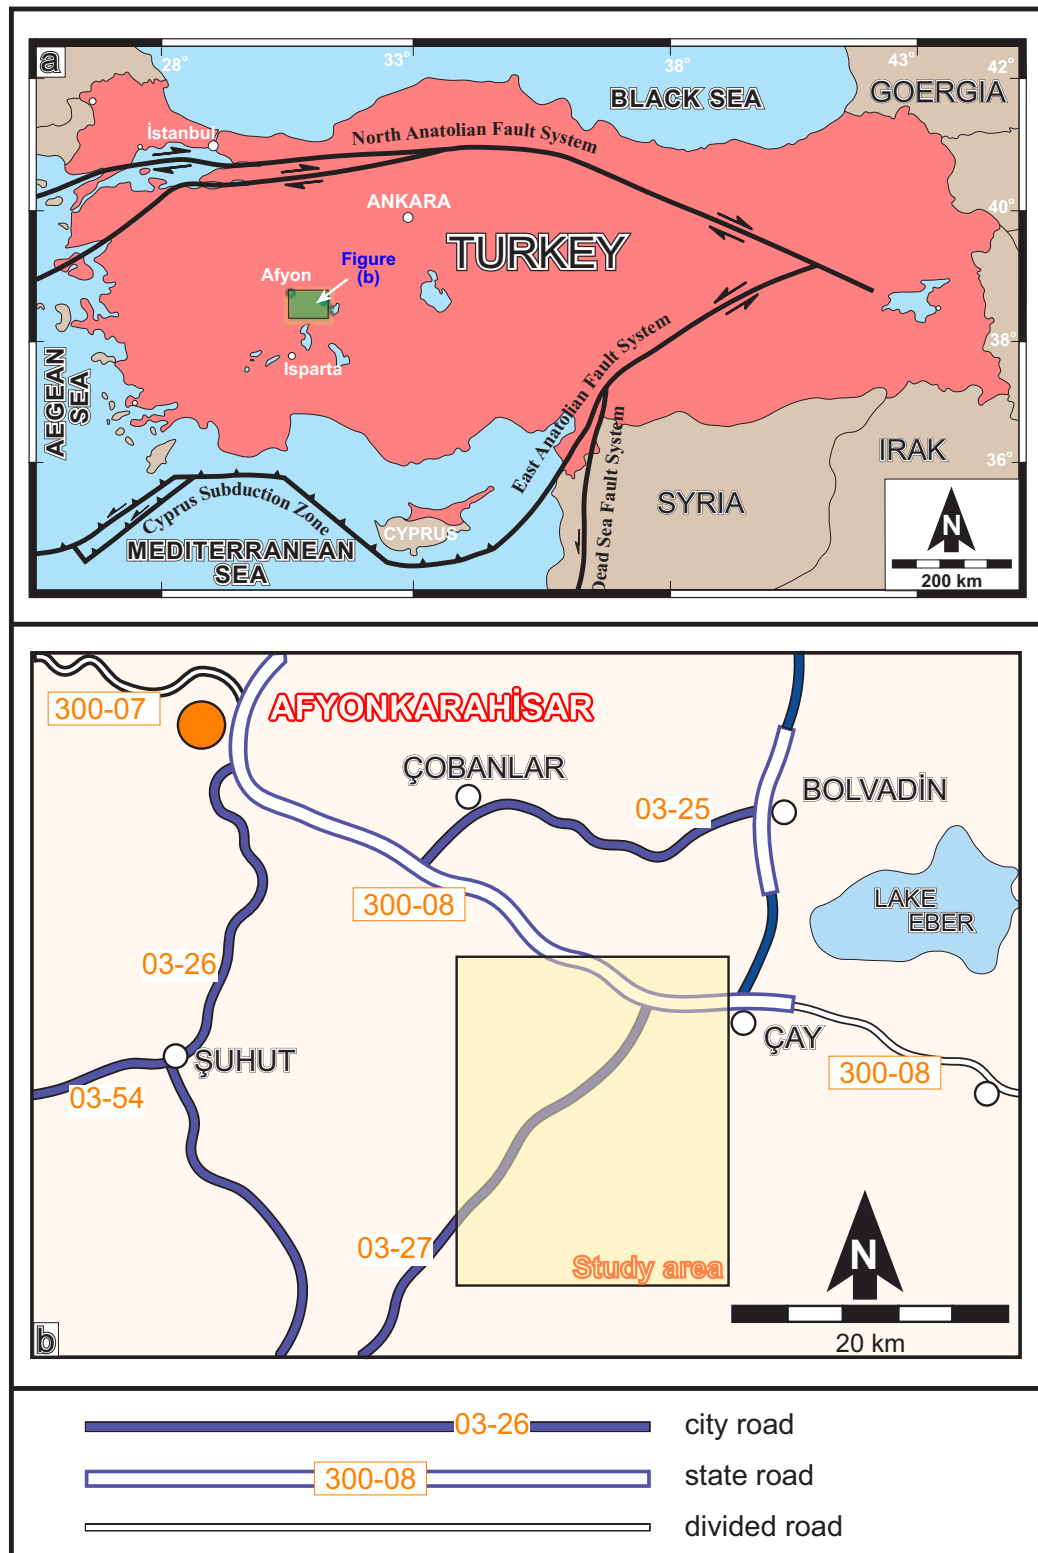 a
28°
33°
38°
43°
42°
BLACK SEA
GOERGIA
İstanbul
North Anatolian Fault System
ANKARA
40°
TURKEY
Figure
(b)
Afyon
38°
Isparta
AEGEAN
SEA
East Anatolian Fault System
Dead Sea Fault System
IRAK
36°
SYRIA
Cyprus Subduction Zone
CYPRUS
MEDITERRANEAN
SEA
N
200 km
300-07
AFYONKARAHİSAR
ÇOBANLAR
BOLVADİN
03-25
300-08
LAKE
EBER
03-26
ÇAY
ŞUHUT
300-08
03-54
03-27
Study area
N
20 km
b
03-26
city road
300-08
state road
divided road